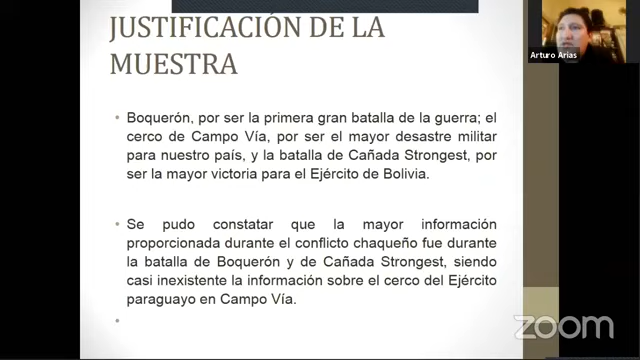 JUSTIFICACIÓN DE LA
MUESTRA
Arturo Arias
• Boquerón, por ser la primera gran batalla de la guerra; el
cerco de Campo Vía, por ser el mayor desastre militar
para nuestro país, y la batalla de Cañada Strongest, por
ser la mayor victoria para el Ejército de Bolivia.
• Se pudo constatar que la mayor información
proporcionada durante el conflicto chaqueño fue durante
la batalla de Boquerón y de Cañada Strongest, siendo
casi inexistente la información sobre el cerco del Ejército
paraguayo en Campo Vía.
•
zoom